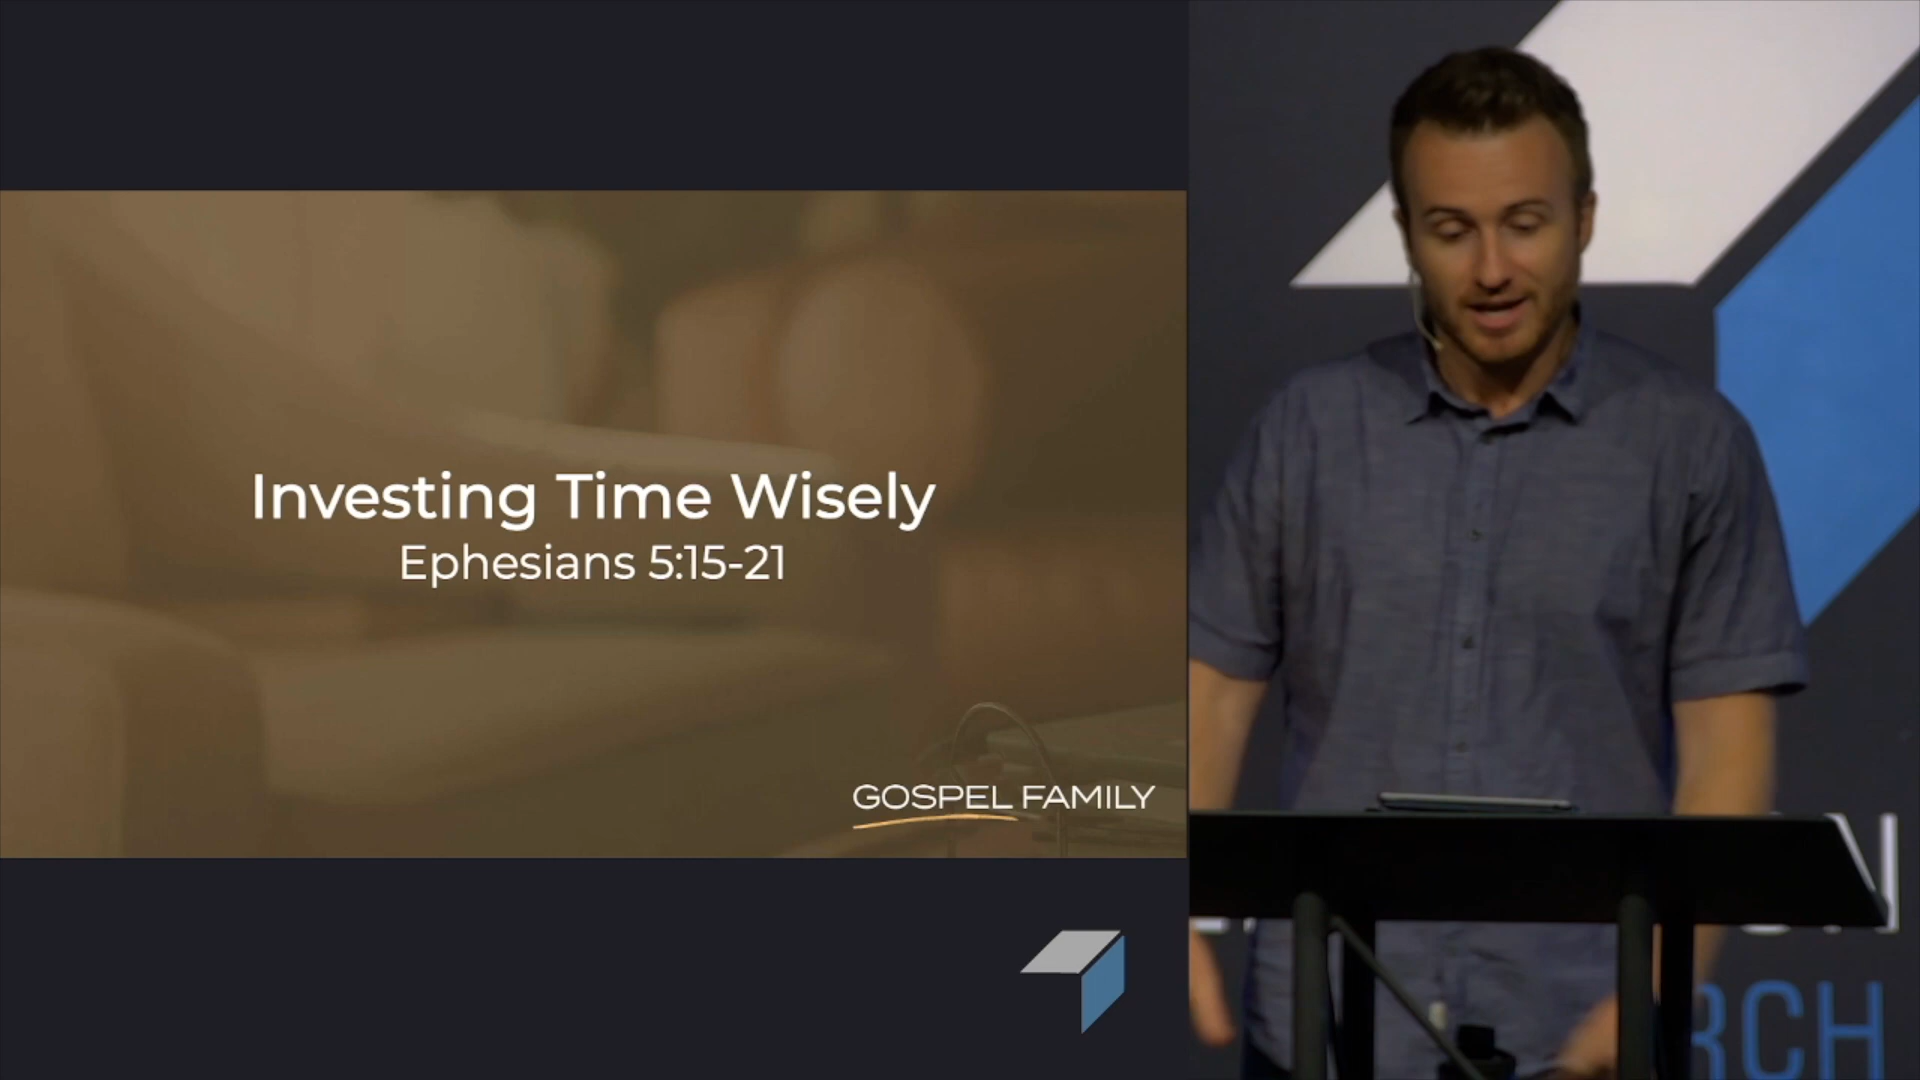 Investing Time Wisely
Ephesians 5:15-21
GOSPEL FAMILY
N
RCH